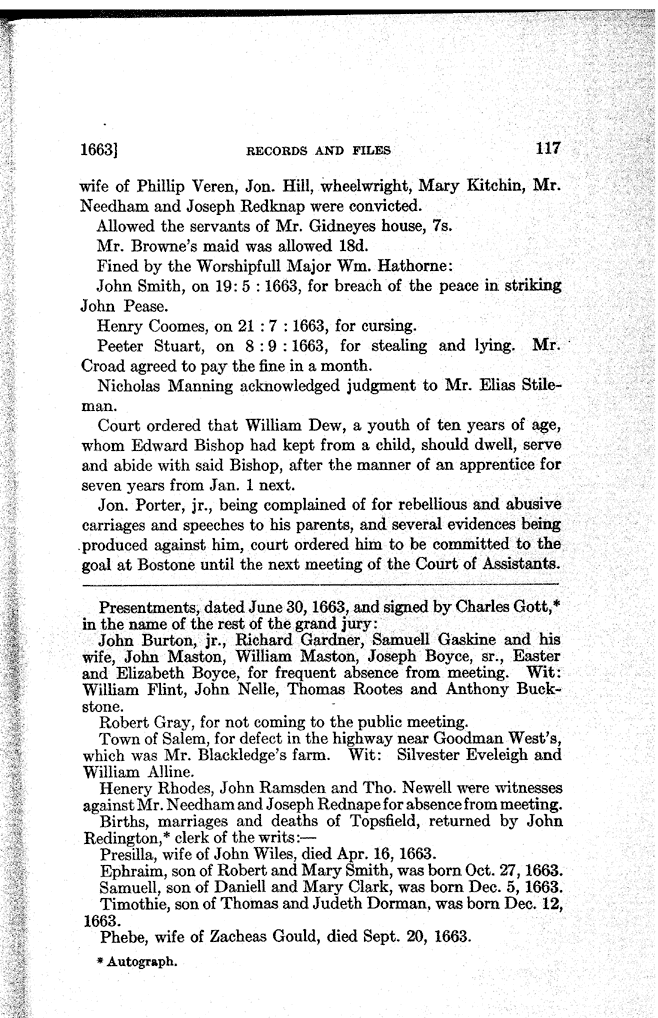 1663] RECORDS AND FILES 117
wife of Phillip Veren, Jon. Hill, wheelwright, Mary Kitchin, Mr.
Needham and Joseph Redknap were convicted.
Allowed the servants of Mr. Gidneyes house, 7s.
Mr. Browne's maid was allowed 18d.
Fined by the Worshipfull Major Wm. Hathorne:
John Smith, on 19: 5 : 1663, for breach of the peace in striking
John Pease.
Henry Coomes, on 21 : 7 : 1663, for cursing.
Peeter Stuart, on 8 : 9 : 1663, for stealing and lying. Mr.
Croad agreed to pay the fine in a month.
Nicholas Manning acknowledged judgment to Mr. Elias Stile-
man.
Court ordered that William Dew, a youth of ten years of age,
whom Edward Bishop had kept from a child, should dwell, serve
and abide with said Bishop, after the manner of an apprentice for
seven years from Jan. 1 next.
Jon. Porter, jr., being complained of for rebellious and abusive
carriages and speeches to his parents, and several evidences being
produced against him, court ordered him to be committed to the
goal at Bostone until the next meeting of the Court of Assistants.
Presentments, dated June 30, 1663, and signed by Charles Gott,*
in the name of the rest of the grand jury:
John Burton, jr., Richard Gardner, Samuell Gaskine and his
wife, John Maston, William Maston, Joseph Boyce, sr., Easter
and Elizabeth Boyce, for frequent absence from meeting. Wit:
William Flint, John Nelle, Thomas Rootes and Anthony Buck-
stone.
Robert Gray, for not coming to the public meeting.
Town of Salem, for defect in the highway near Goodman West's,
which was Mr. Blackledge's farm. Wit: Silvester Eveleigh and
William Alline.
Henery Rhodes, John Ramsden and Tho. Newell were witnesses
against Mr. Needham and Joseph Rednape for absence from meeting.
Births, marriages and deaths of Topsfield, returned by John
Redington,* clerk of the writs:—
Presilla, wife of John Wiles, died Apr. 16, 1663.
Ephraim, son of Robert and Mary Smith, was born Oct. 27, 1663.
Samuell, son of Daniell and Mary Clark, was born Dec. 5, 1663.
Timothie, son of Thomas and Judeth Dorman, was born Dec. 12,
1663.
Phebe, wife of Zacheas Gould, died Sept. 20, 1663.
* Autograph.